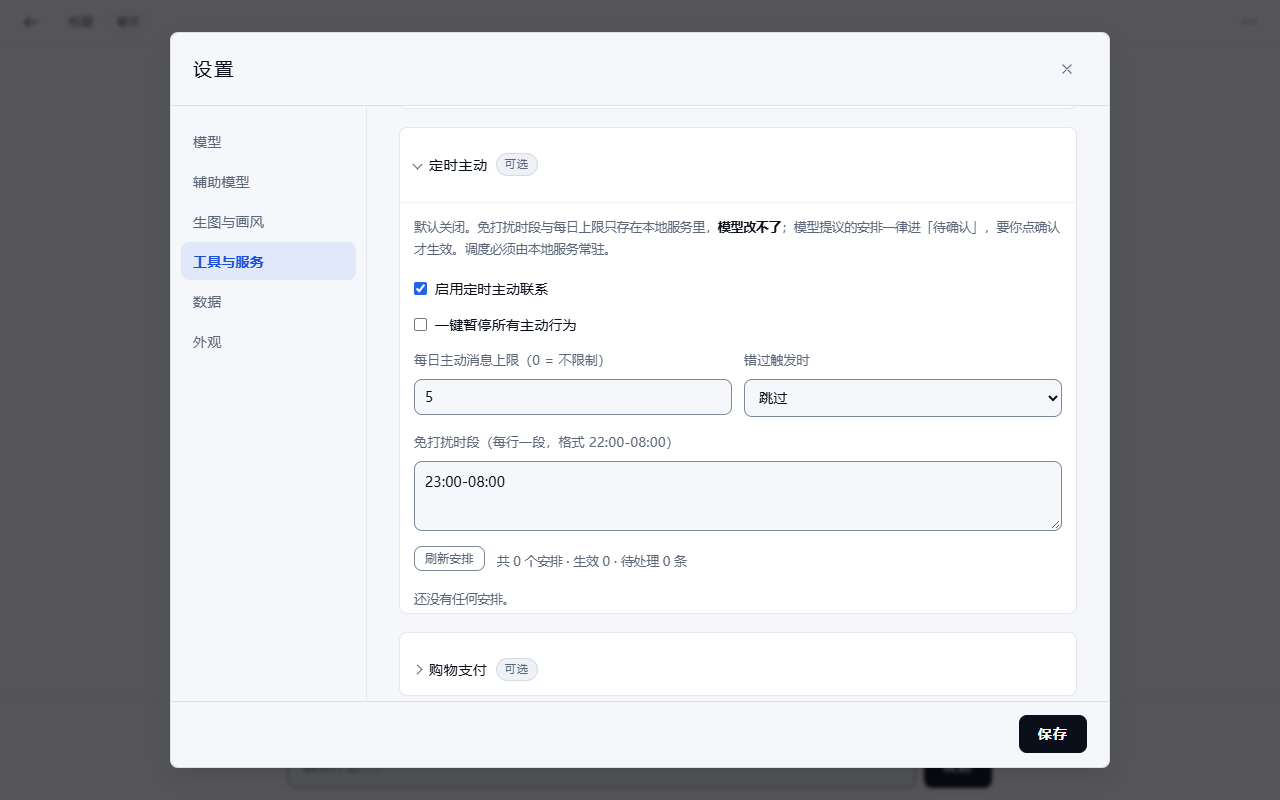 设置
模型
辅助模型
生图与画风
工具与服务
数据
外观
定时主动 可选
默认关闭。免打扰时段与每日上限只存在本地服务里，模型改不了；模型提议的安排一律进「待确认」，要你点确认
才生效。调度必须由本地服务常驻。
启用定时主动联系
一键暂停所有主动行为
每日主动消息上限（0 = 不限制） 错过触发时
5 跳过
免打扰时段（每行一段，格式 22:00-08:00）
23:00-08:00
刷新安排 共 0 个安排 · 生效 0 · 待处理 0 条
还没有任何安排。
购物支付 可选
保存